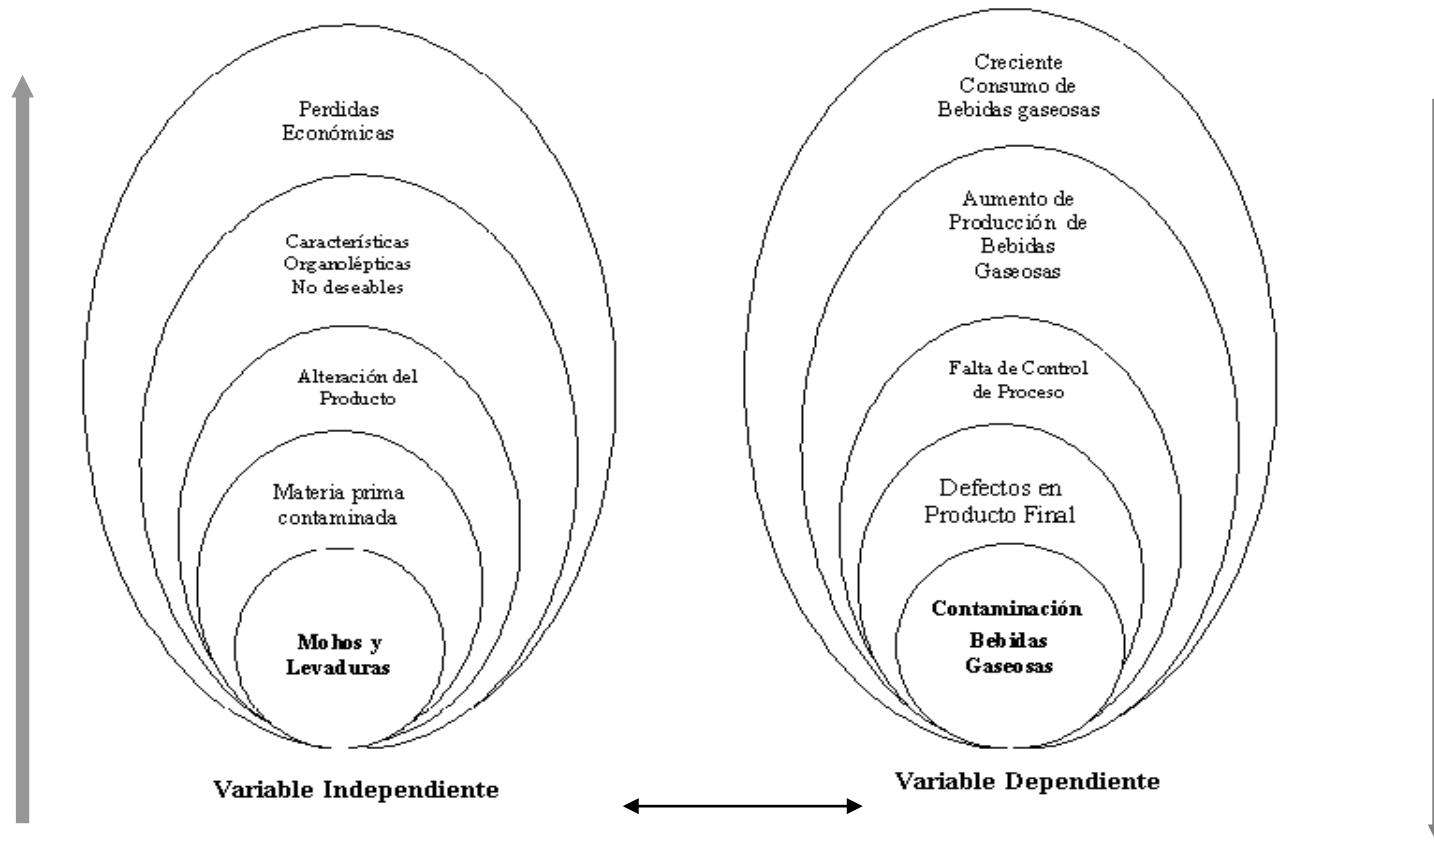 Perdidas
Económicas
Características
Organolépticas
No deseables
Alteración del
Producto
Materia prima
contaminada
Mohos y
Levaduras
Variable Independiente
Creciente
Consumo de
Bebidas gaseosas
Aumento de
Producción de
Bebidas
Gaseosas
Falta de Control
de Proceso
Defectos en
Producto Final
Contaminación
Bebidas
Gaseosas
Variable Dependiente